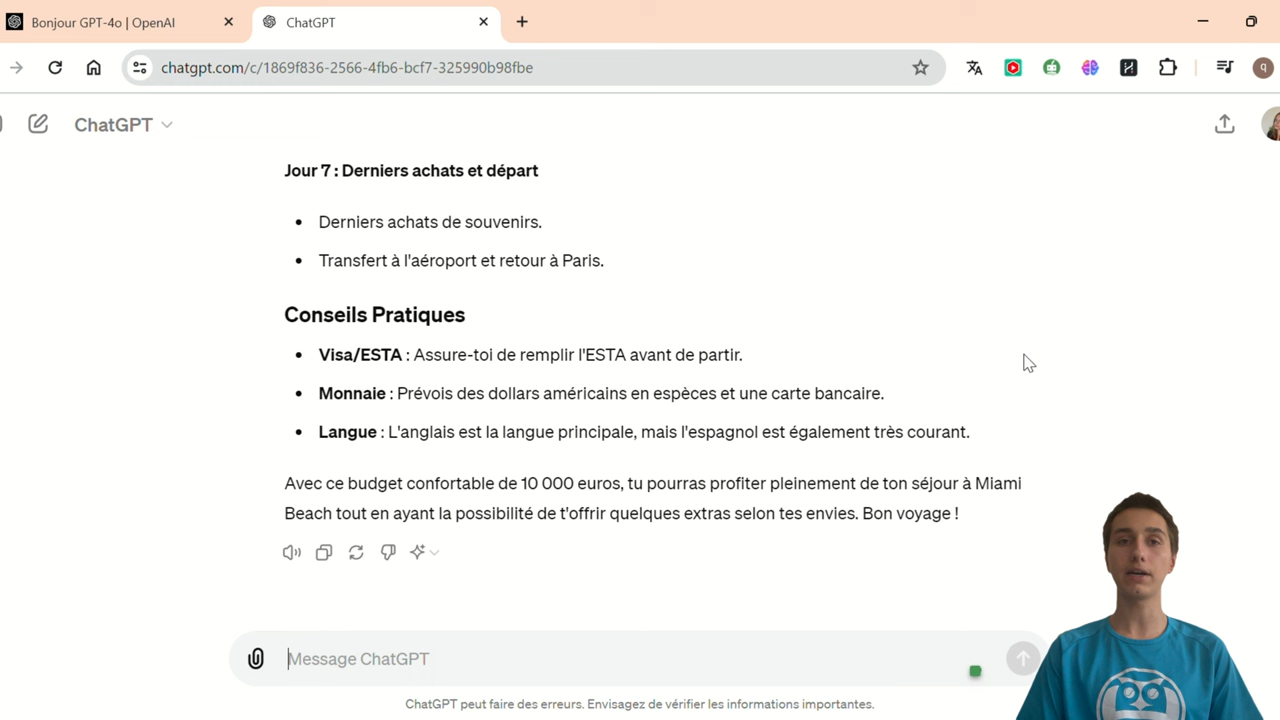 Bonjour GPT-4o | OpenAI
ChatGPT
chatgpt.com/c/1869f836-2566-4fb6-bcf7-325990b98fbe
q
ChatGPT
Jour 7 : Derniers achats et départ
• Derniers achats de souvenirs.
• Transfert à l'aéroport et retour à Paris.
Conseils Pratiques
• Visa/ESTA : Assure-toi de remplir l'ESTA avant de partir.
• Monnaie : Prévois des dollars américains en espèces et une carte bancaire.
• Langue : L'anglais est la langue principale, mais l'espagnol est également très courant.
Avec ce budget confortable de 10 000 euros, tu pourras profiter pleinement de ton séjour à Miami
Beach tout en ayant la possibilité de t'offrir quelques extras selon tes envies. Bon voyage !
Message ChatGPT
ChatGPT peut faire des erreurs. Envisagez de vérifier les informations importantes.